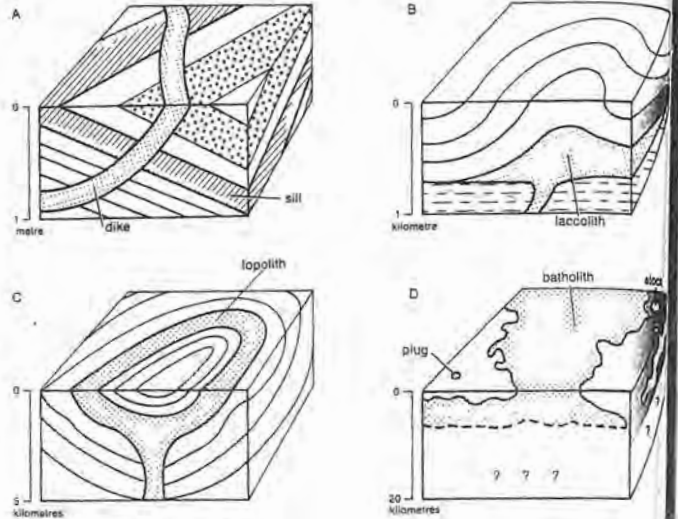 A
0
1
metre
dike
sill
B
0
1
kilometre
laccolith
C
lopolith
0
5
kilometres
D
batholith
plug
0
?
?
? ? ?
20
kilometres